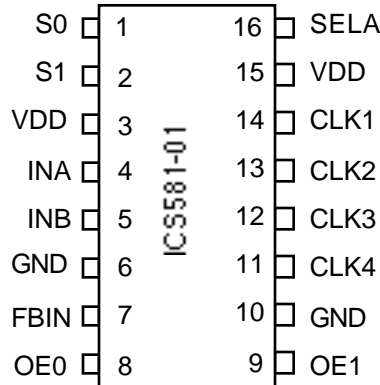 S0 1 16 SELA
S1 2 15 VDD
VDD 3 14 CLK1
INA 4 13 CLK2
INB 5 12 CLK3
GND 6 11 CLK4
FBIN 7 10 GND
OE0 8 9 OE1
ICS581-01